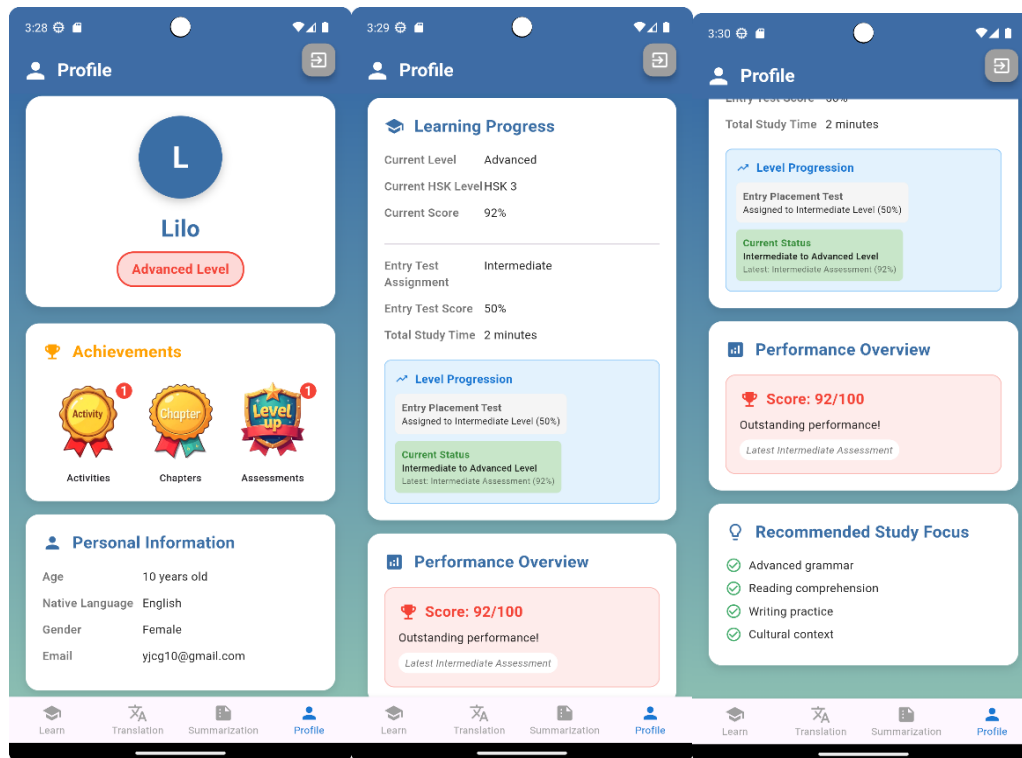 3:28
Profile
L
Lilo
Advanced Level
Achievements
1
1
Activity
Chapter
Level up
Activities
Chapters
Assessments
Personal Information
Age 10 years old
Native Language English
Gender Female
Email yjcg10@gmail.com
Learn
Translation
Summarization
Profile
3:29
Profile
Learning Progress
Current Level Advanced
Current HSK Level HSK 3
Current Score 92%
Entry Test Assignment Intermediate
Entry Test Score 50%
Total Study Time 2 minutes
Level Progression
Entry Placement Test
Assigned to Intermediate Level (50%)
Current Status
Intermediate to Advanced Level
Latest: Intermediate Assessment (92%)
Performance Overview
Score: 92/100
Outstanding performance!
Latest Intermediate Assessment
Learn
Translation
Summarization
Profile
3:30
Profile
Entry Test Score 50%
Total Study Time 2 minutes
Level Progression
Entry Placement Test
Assigned to Intermediate Level (50%)
Current Status
Intermediate to Advanced Level
Latest: Intermediate Assessment (92%)
Performance Overview
Score: 92/100
Outstanding performance!
Latest Intermediate Assessment
Recommended Study Focus
Advanced grammar
Reading comprehension
Writing practice
Cultural context
Learn
Translation
Summarization
Profile